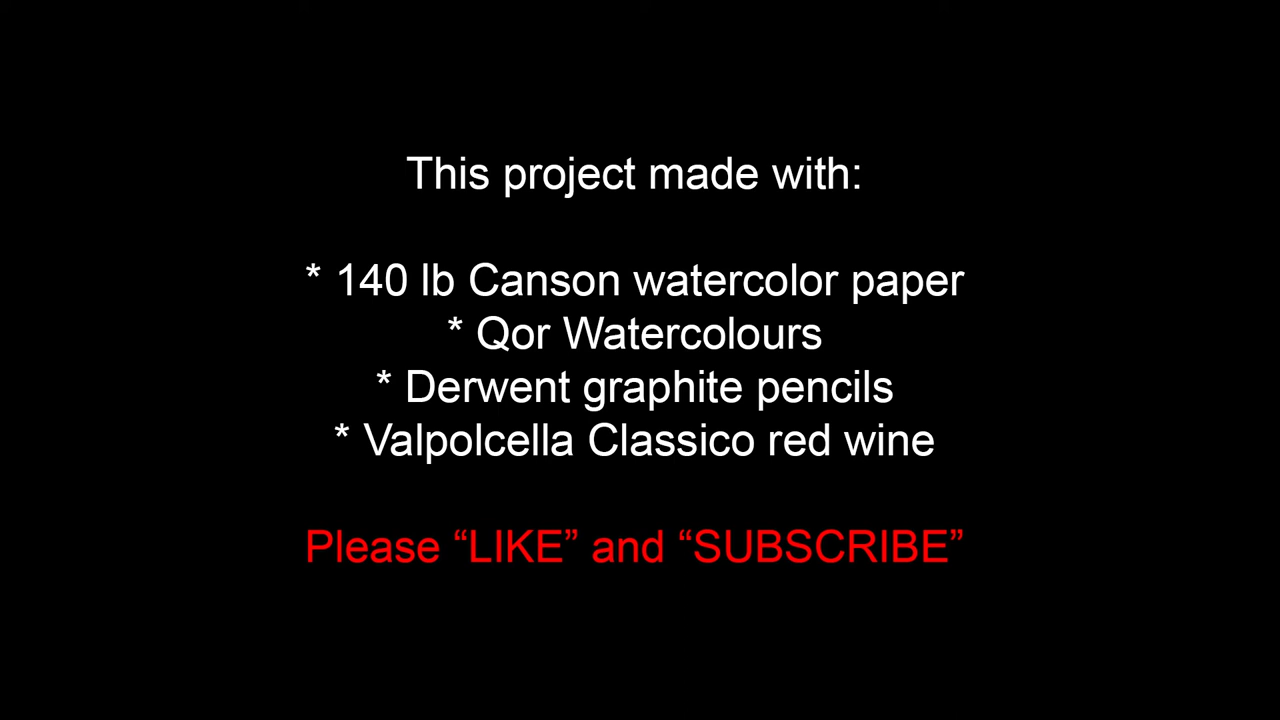 This project made with:
* 140 lb Canson watercolor paper
* Qor Watercolours
* Derwent graphite pencils
* Valpolcella Classico red wine
Please “LIKE” and “SUBSCRIBE”